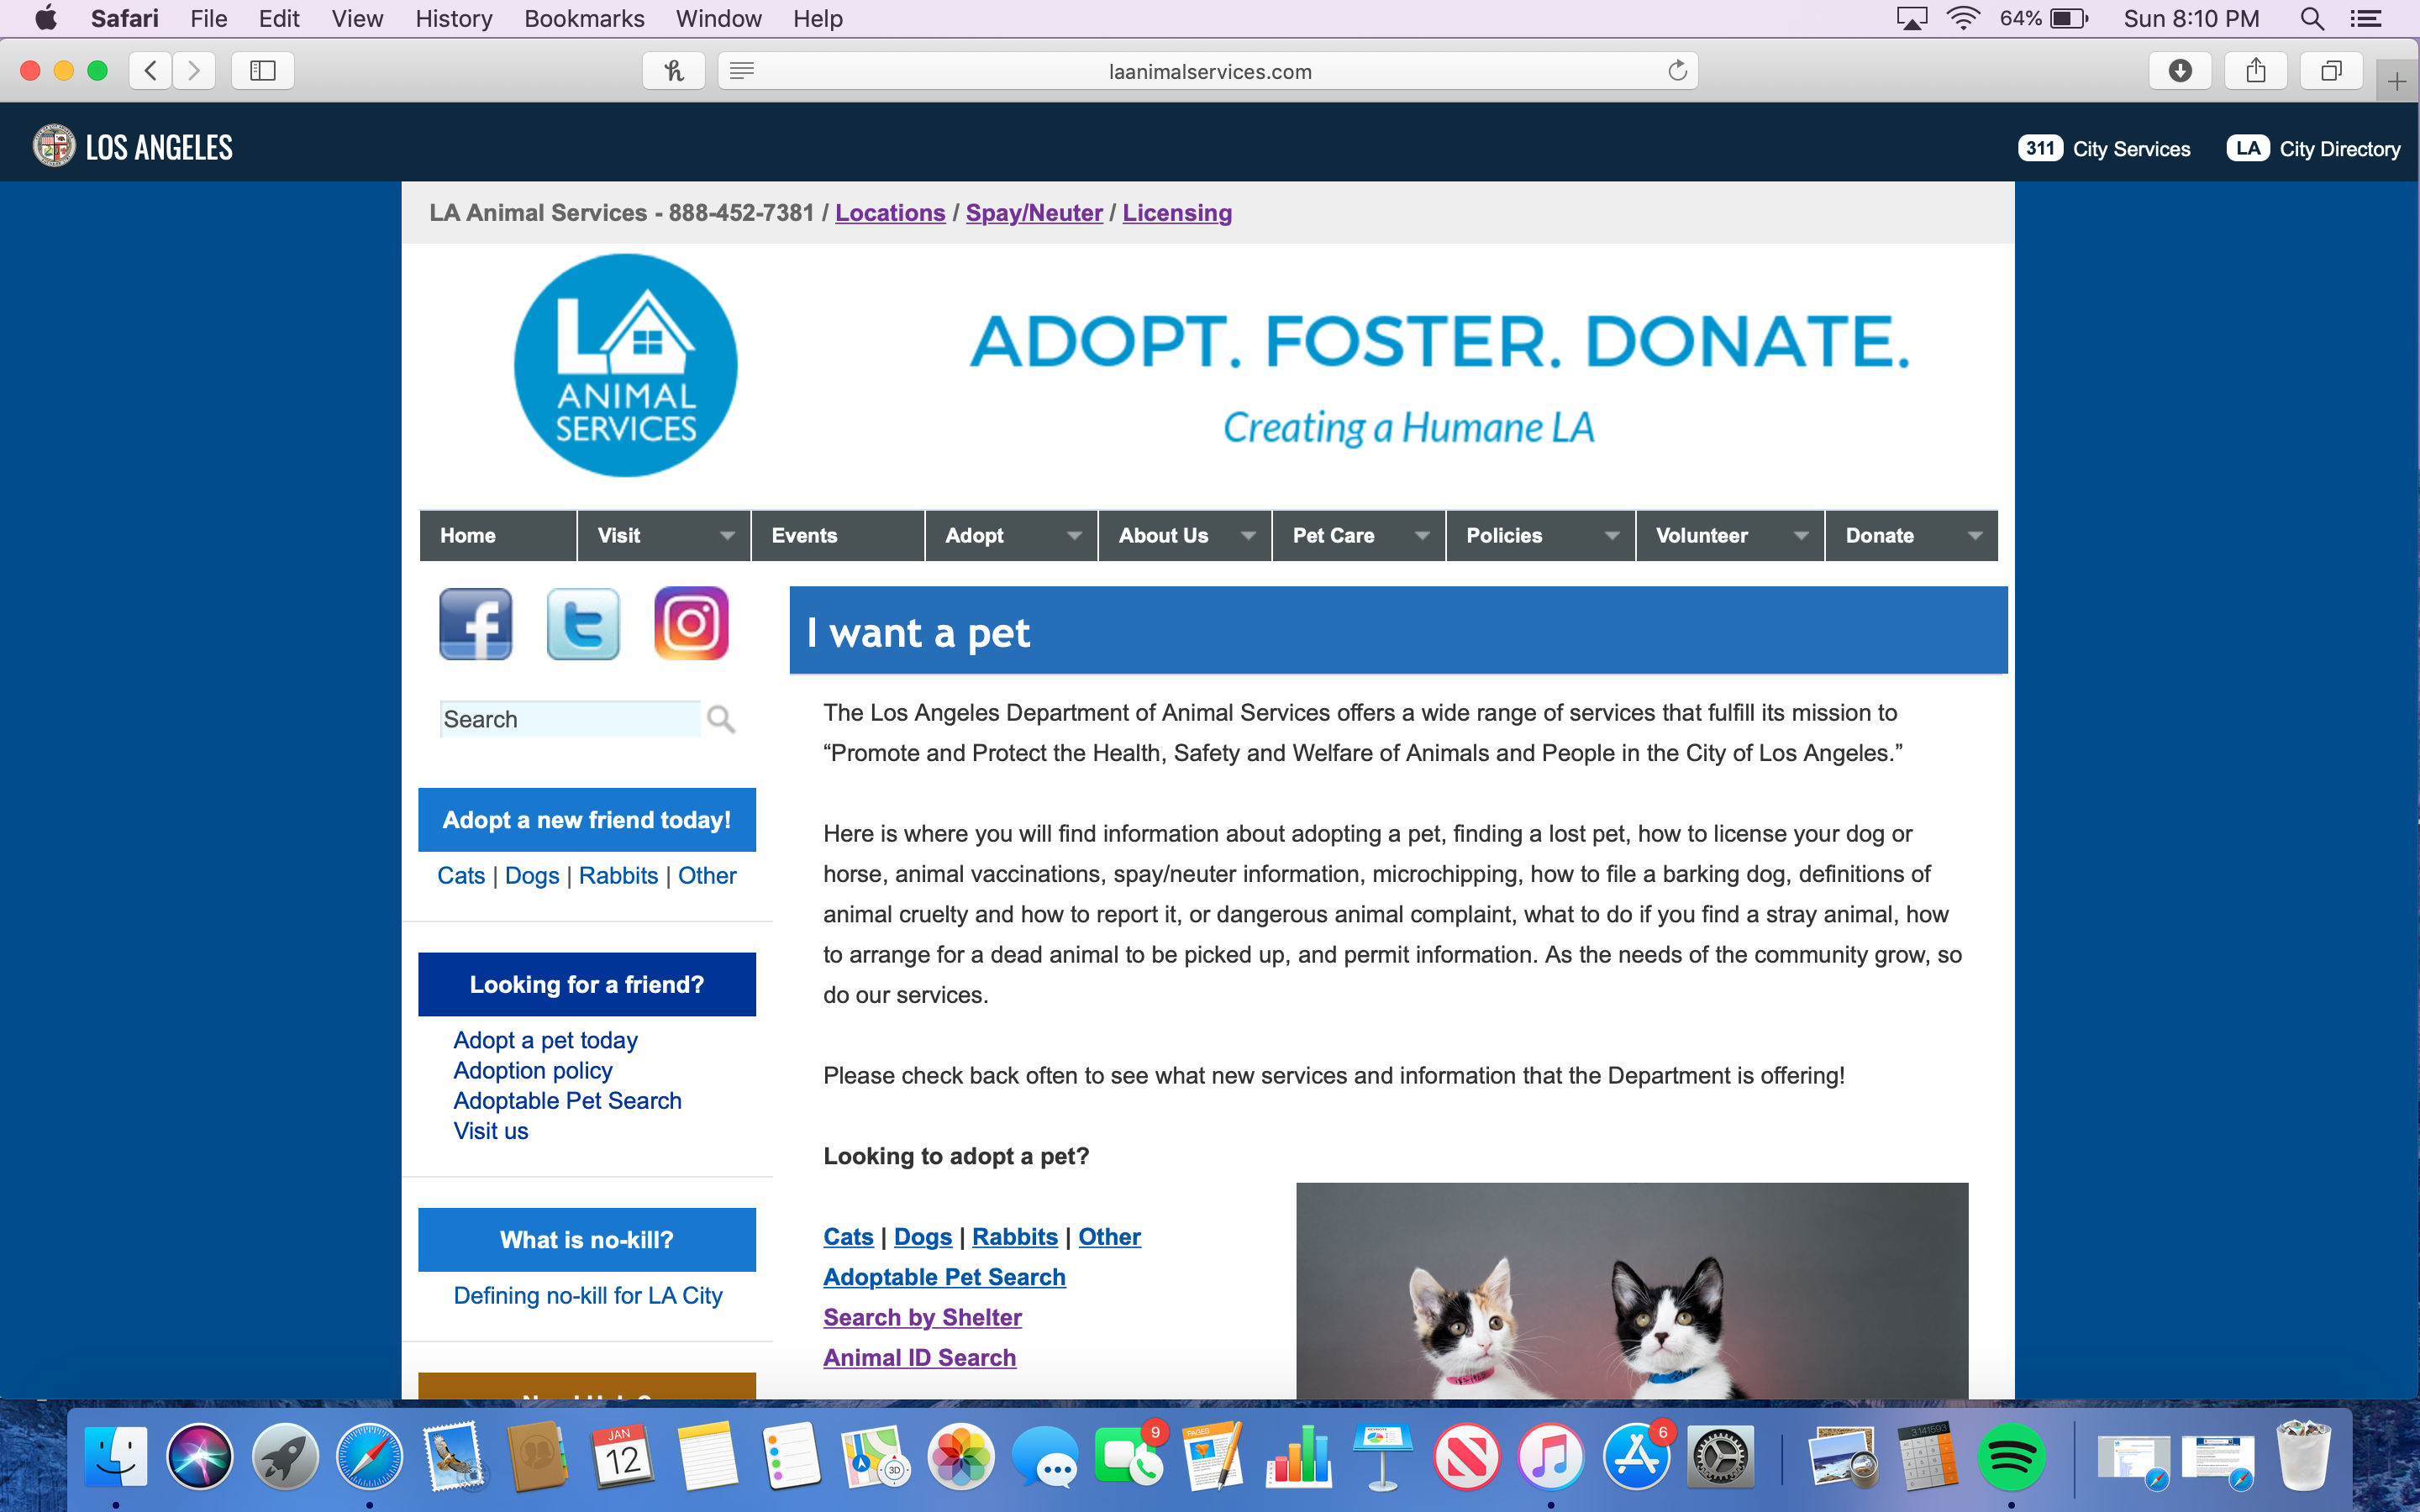 Safari File Edit View History Bookmarks Window Help 64% Sun 8:10 PM
laanimalservices.com
LOS ANGELES 311 City Services LA City Directory
LA Animal Services - 888-452-7381 / Locations / Spay/Neuter / Licensing
LA
ANIMAL
SERVICES
ADOPT. FOSTER. DONATE.
Creating a Humane LA
Home Visit Events Adopt About Us Pet Care Policies Volunteer Donate
I want a pet
Search
Adopt a new friend today!
Cats | Dogs | Rabbits | Other
Looking for a friend?
Adopt a pet today
Adoption policy
Adoptable Pet Search
Visit us
What is no-kill?
Defining no-kill for LA City
The Los Angeles Department of Animal Services offers a wide range of services that fulfill its mission to
“Promote and Protect the Health, Safety and Welfare of Animals and People in the City of Los Angeles.”
Here is where you will find information about adopting a pet, finding a lost pet, how to license your dog or
horse, animal vaccinations, spay/neuter information, microchipping, how to file a barking dog, definitions of
animal cruelty and how to report it, or dangerous animal complaint, what to do if you find a stray animal, how
to arrange for a dead animal to be picked up, and permit information. As the needs of the community grow, so
do our services.
Please check back often to see what new services and information that the Department is offering!
Looking to adopt a pet?
Cats | Dogs | Rabbits | Other
Adoptable Pet Search
Search by Shelter
Animal ID Search
JAN
12
3D
9
PAGES
6
3.141593